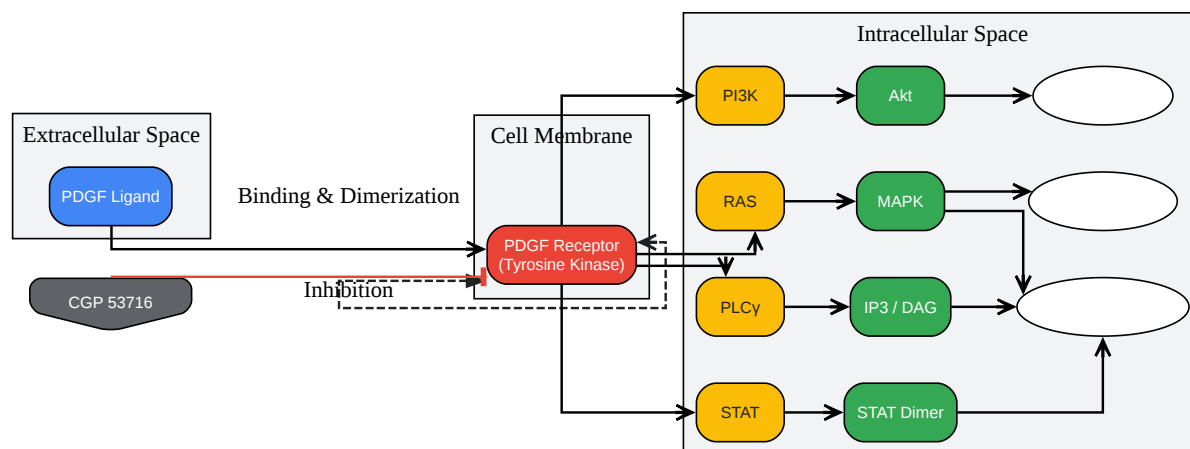 Intracellular Space
PI3K
Akt
Extracellular Space
Cell Membrane
PDGF Ligand
Binding & Dimerization
RAS
MAPK
PDGF Receptor
(Tyrosine Kinase)
CGP 53716
Inhibition
PLCγ
IP3 / DAG
STAT
STAT Dimer